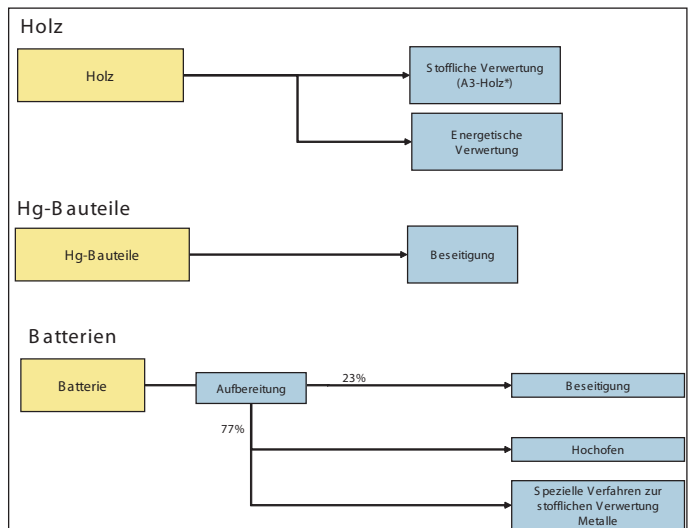 Holz
Holz
Stoffliche Verwertung
(A3-Holz*)
Energetische
Verwertung
Hg-Bauteile
Hg-Bauteile
Beseitigung
Batterien
Batterie
Aufbereitung
23%
Beseitigung
77%
Hochofen
Spezielle Verfahren zur
stofflichen Verwertung
Metalle